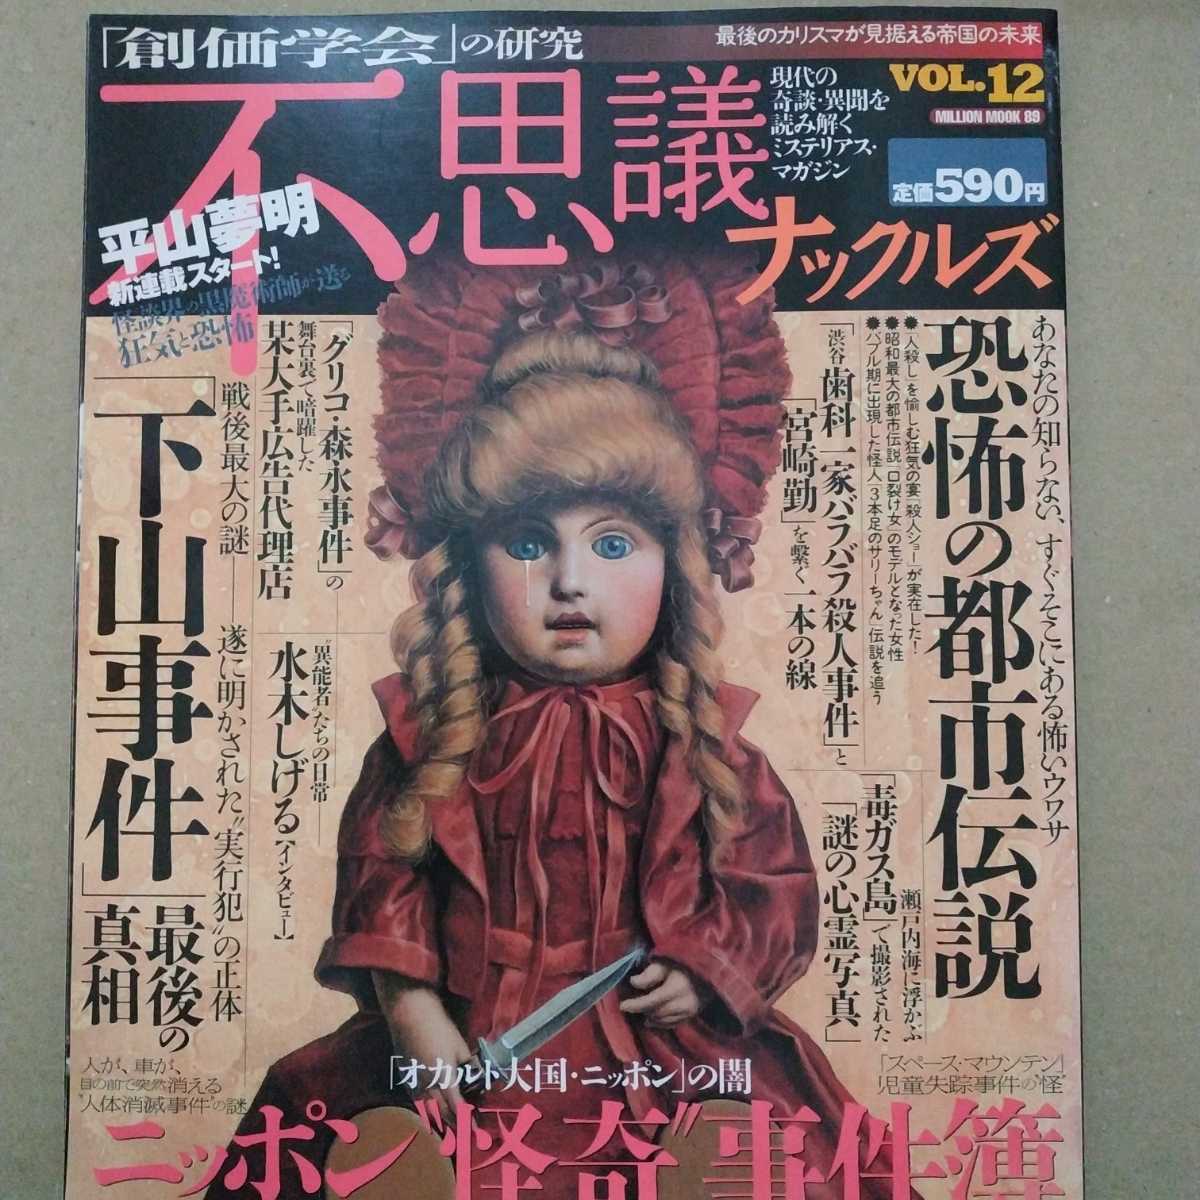 「創価学会」の研究
最後のカリスマが見据える帝国の未来
不思議
ナックルズ
現代の
奇談・異聞を
読み解く
ミステリアス・
マガジン
VOL.12
MILLION MOOK 89
定価590円
平山夢明
新連載スタート!
怪談界の黒魔術師が送る
狂気と恐怖
あなたの知らない、すぐそこにある怖いウワサ
恐怖の都市伝説
●「人殺し」を愉しむ狂気の宴「殺人ショー」が実在した!
●昭和最大の都市伝説「口裂け女」のモデルとなった女性
●バブル期に出現した怪人「3本足のサリーちゃん」伝説を追う
「渋谷歯科一家バラバラ殺人事件」と
「宮崎勤」を繋ぐ一本の線
瀬戸内海に浮かぶ
「毒ガス島」で撮影された
「謎の心霊写真」
「スペース・マウンテン」
児童失踪事件の“怪”
「グリコ・森永事件」の
舞台裏で暗躍した
某大手広告代理店
“異能者”たちの日常――
水木しげる【インタビュー】
戦後最大の謎――遂に明かされた“実行犯”の正体
「下山事件」最後の真相
人が、車が、
目の前で突然消える
“人体消滅事件”の謎
「オカルト大国・ニッポン」の闇
ニッポン“怪奇”事件簿